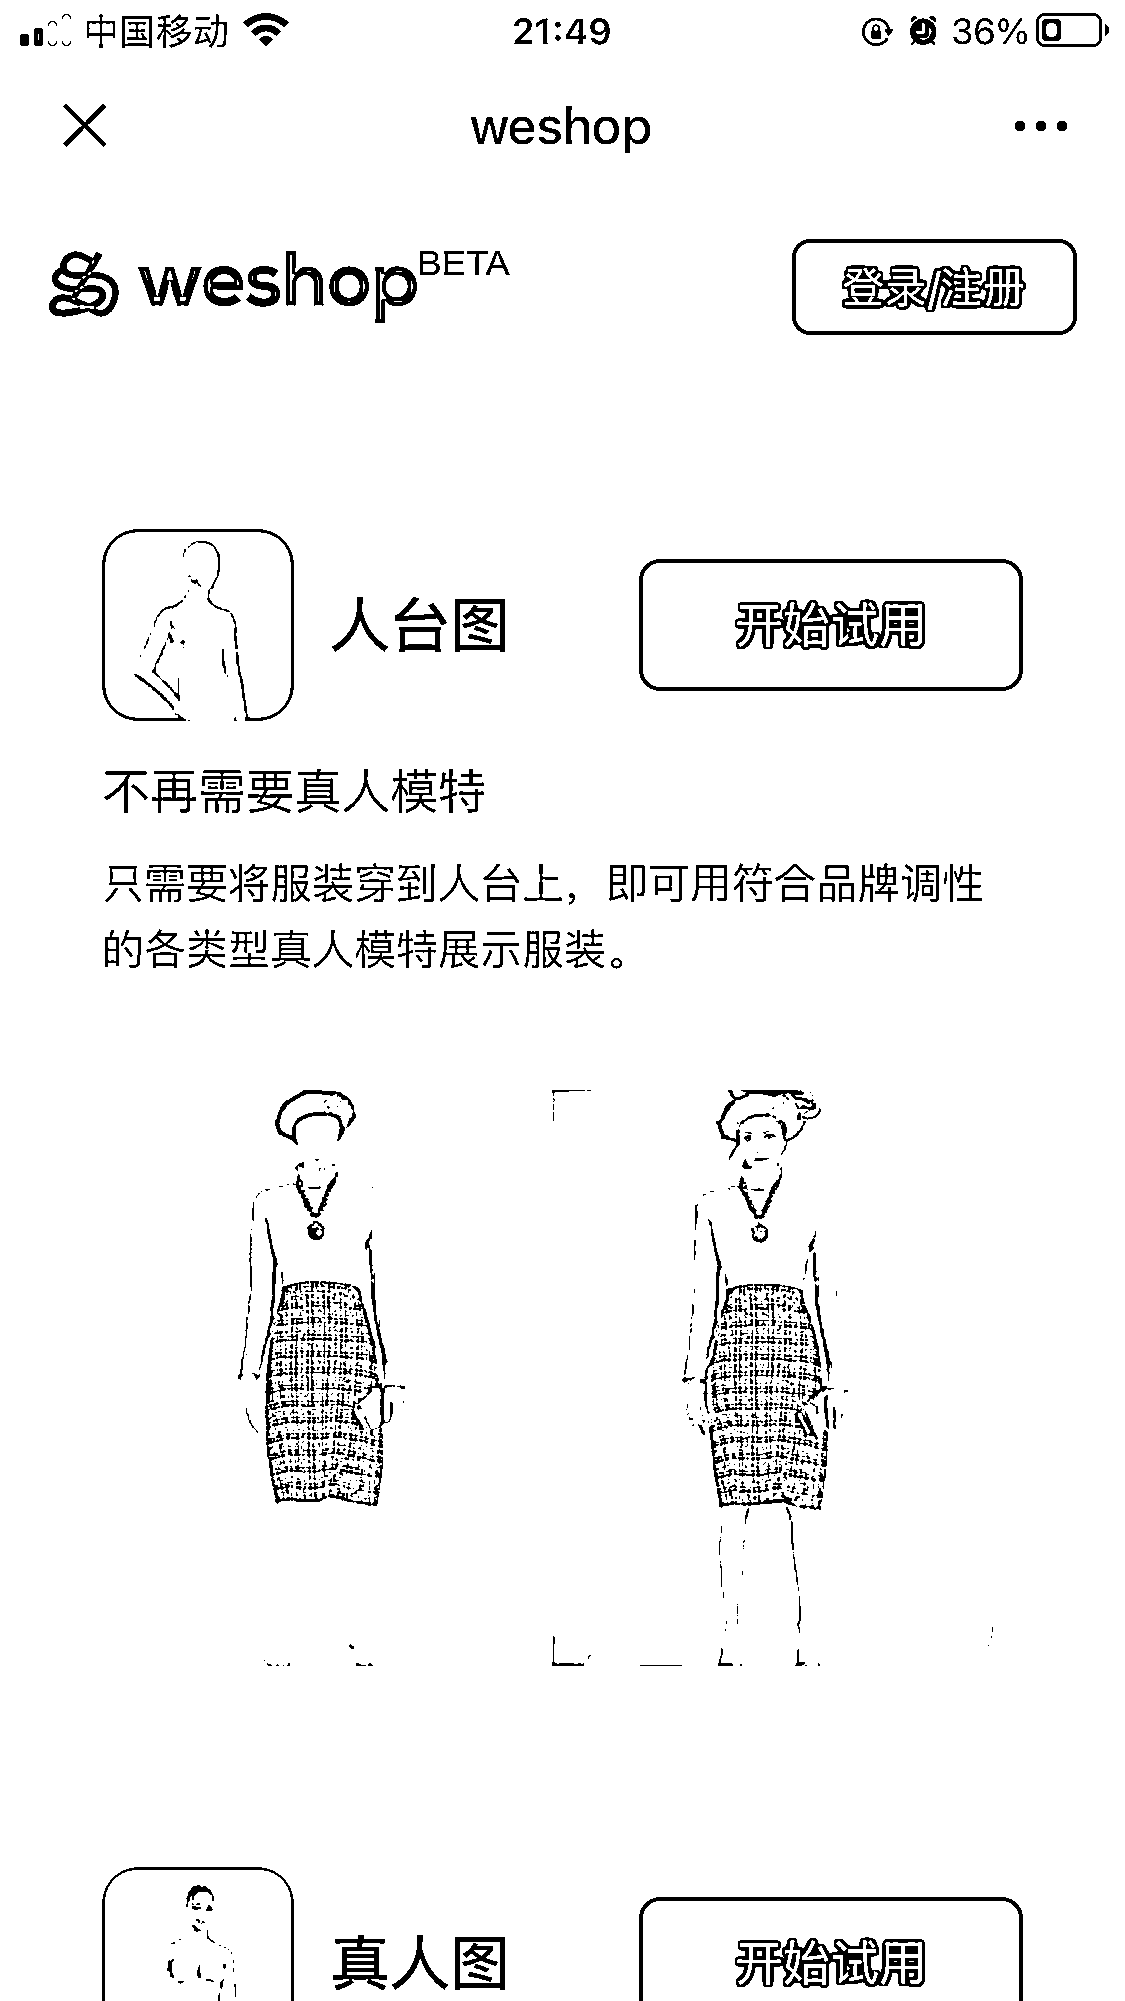 中国移动
21:49
36%
weshop
weshop BETA
登录/注册
人台图
开始试用
不再需要真人模特
只需要将服装穿到人台上，即可用符合品牌调性
的各类型真人模特展示服装。
真人图
开始试用